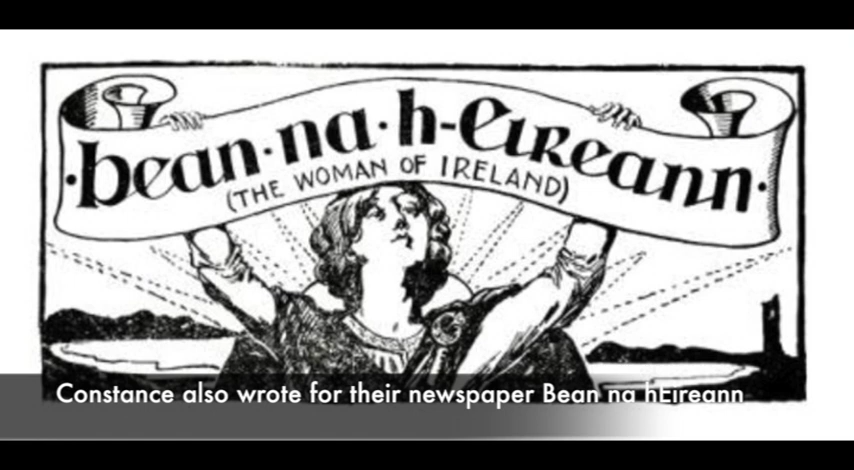 ·bean·na·h-Eireann·
(THE WOMAN OF IRELAND)
Constance also wrote for their newspaper Bean na hEireann